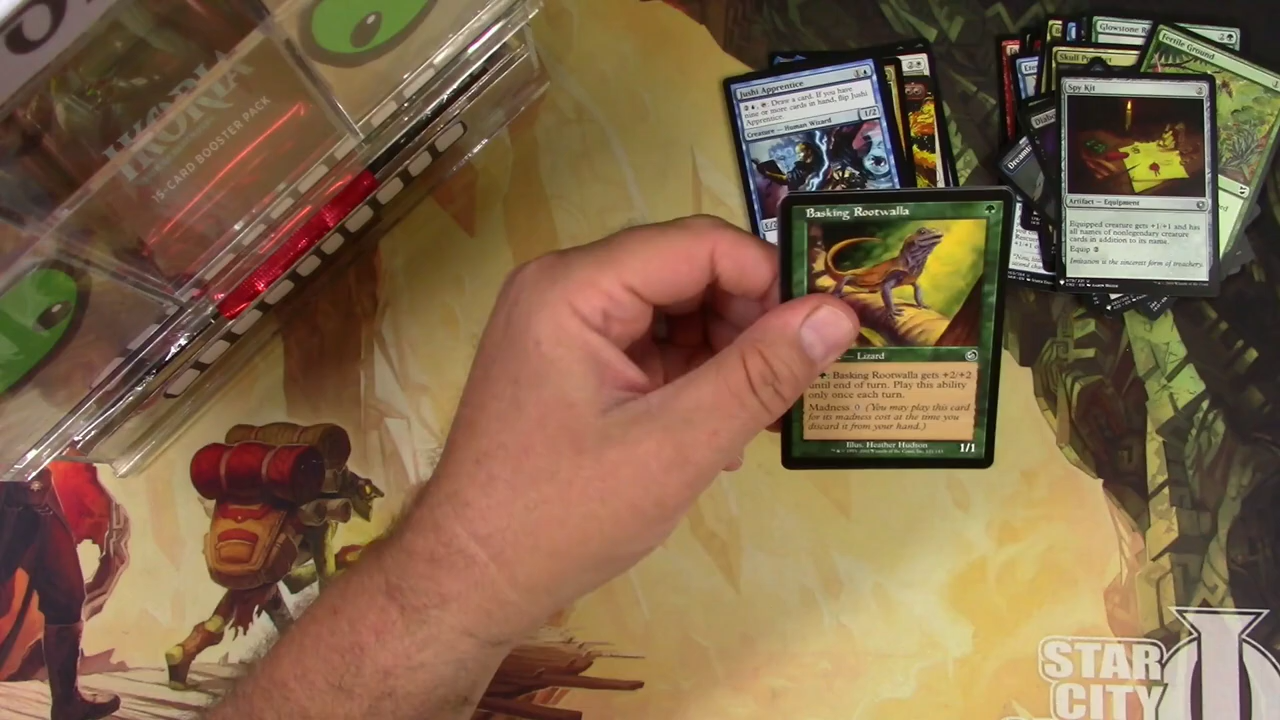 IKORIA
15-CARD BOOSTER PACK
Jushi Apprentice
Draw a card. If you have
nine or more cards in hand, flip Jushi
Apprentice.
1/2
Creature — Human Wizard
Glowstone
Fertile Ground
Skull
Spy Kit
2
Artifact — Equipment
Equipped creature gets +1/+1 and has
all names of nonlegendary creature
cards in addition to its name.
Equip
Imitation is the sincerest form of treachery.
Basking Rootwalla
— Lizard
: Basking Rootwalla gets +2/+2
until end of turn. Play this ability
only once each turn.
Madness 0 (You may play this card
for its madness cost at the time you
discard it from your hand.)
Illus. Heather Hudson
1/1
STAR
CITY